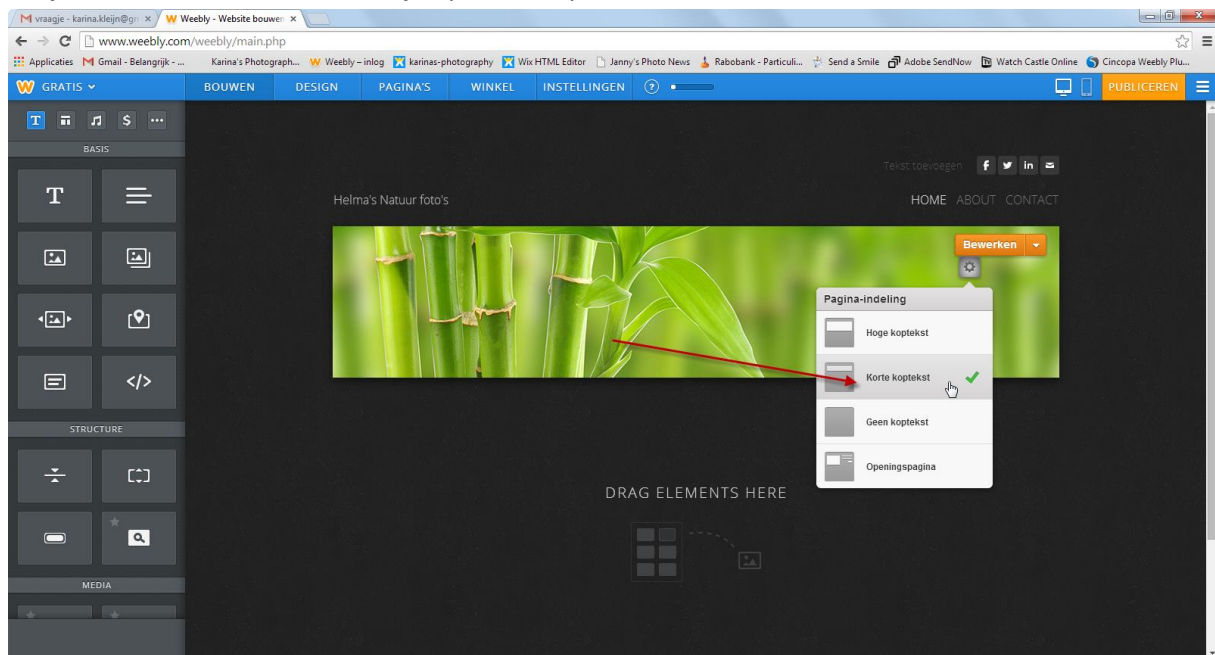 vraagje - karina.kleijn@gm
Weebly - Website bouwen
www.weebly.com/weebly/main.php
Applicaties
Gmail - Belangrijk - ...
Karina's Photograph...
Weebly – inlog
karinas-photography
Wix HTML Editor
Janny's Photo News
Rabobank - Particuli...
Send a Smile
Adobe SendNow
Watch Castle Online
Cincopa Weebly Plu...
GRATIS
BOUWEN
DESIGN
PAGINA'S
WINKEL
INSTELLINGEN
PUBLICEREN
BASIS
Tekst toevoegen
Helma's Natuur foto's
HOME ABOUT CONTACT
Bewerken
Pagina-indeling
Hoge koptekst
Korte koptekst
Geen koptekst
Openingspagina
STRUCTURE
DRAG ELEMENTS HERE
MEDIA